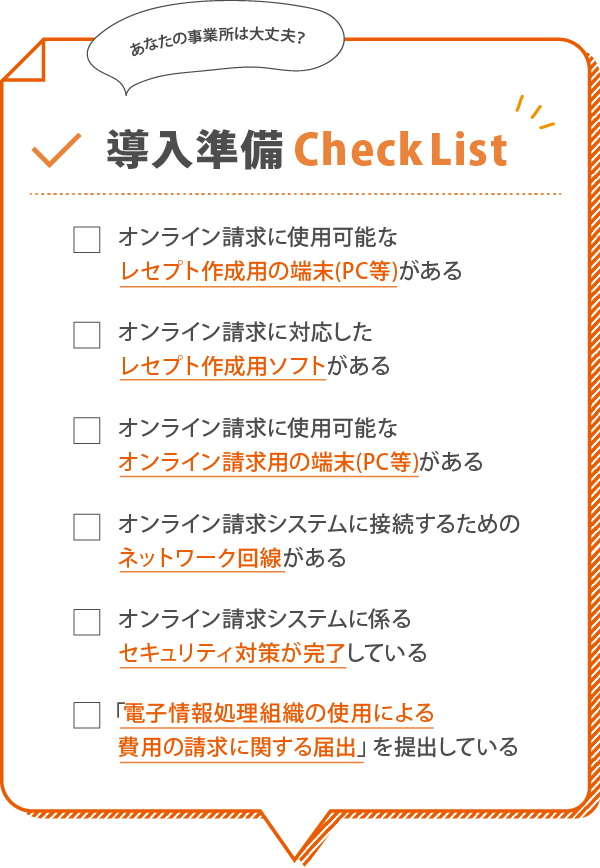 あなたの事業所は大丈夫?
導入準備 Check List
オンライン請求に使用可能な
レセプト作成用の端末(PC等)がある
オンライン請求に対応した
レセプト作成用ソフトがある
オンライン請求に使用可能な
オンライン請求用の端末(PC等)がある
オンライン請求システムに接続するための
ネットワーク回線がある
オンライン請求システムに係る
セキュリティ対策が完了している
「電子情報処理組織の使用による
費用の請求に関する届出」を提出している